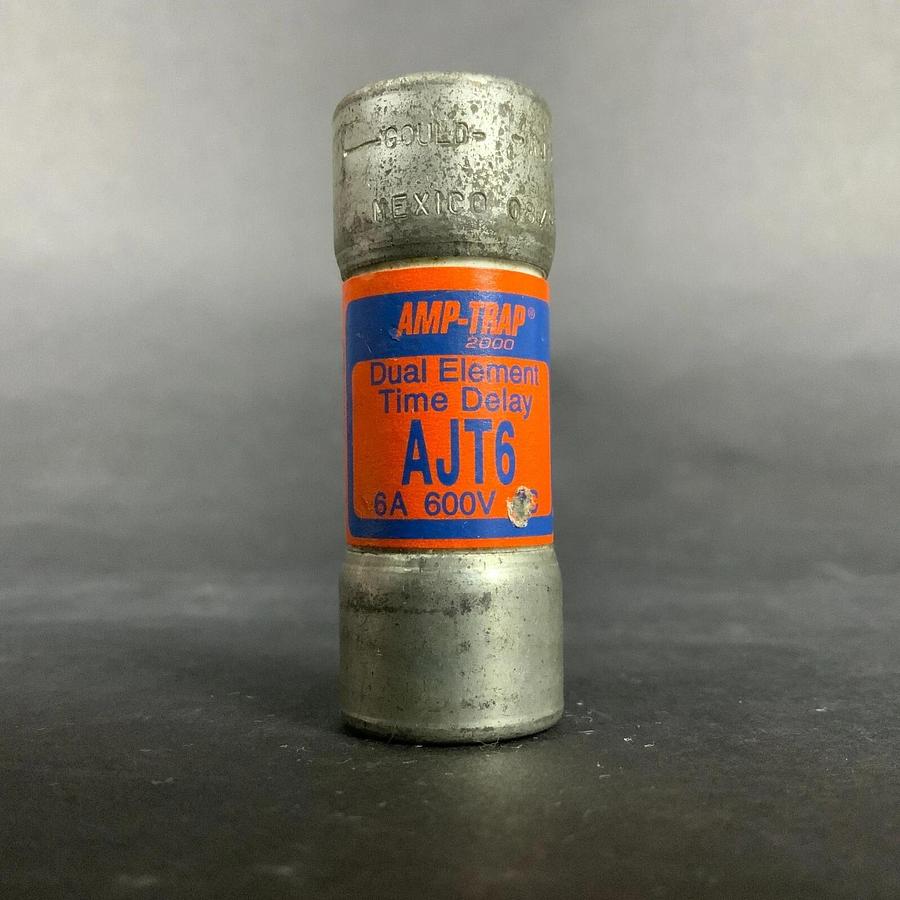 GOULD-
MEXICO
AMP-TRAP®
2000
Dual Element
Time Delay
AJT6
6A 600V